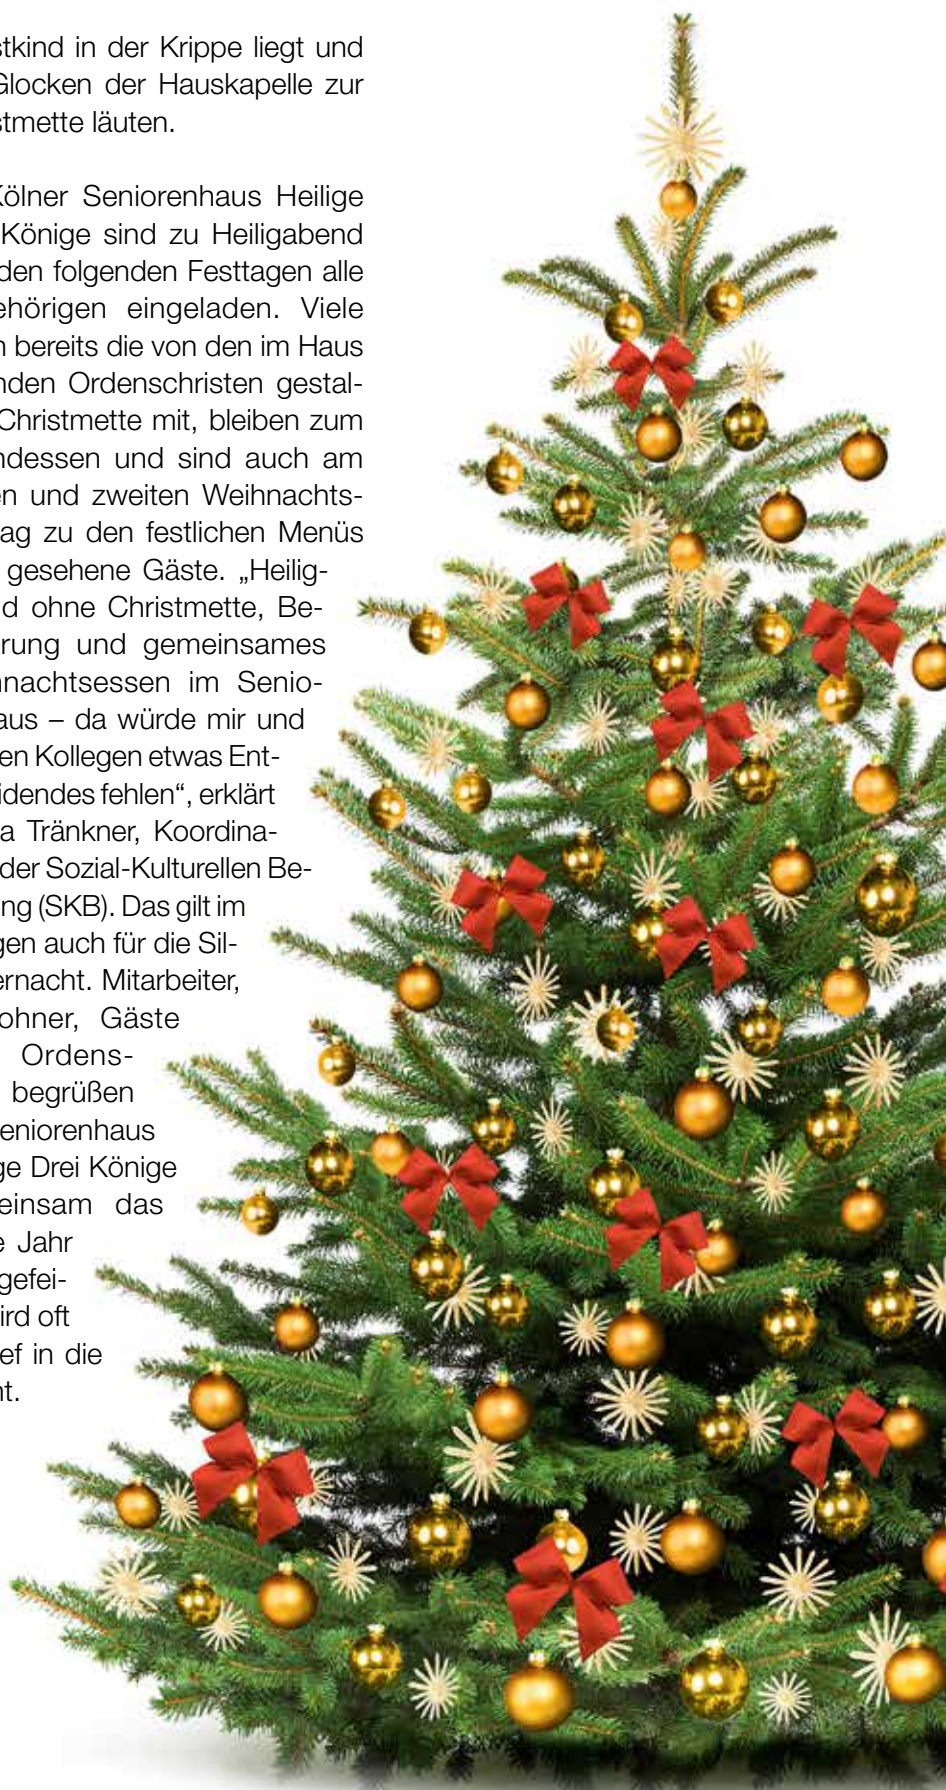 stkind in der Krippe liegt und
Glocken der Hauskapelle zur
stmette läuten.
Kölner Seniorenhaus Heilige
Könige sind zu Heiligabend
den folgenden Festtagen alle
ehörigen eingeladen. Viele
n bereits die von den im Haus
nden Ordenschristen gestal-
Christmette mit, bleiben zum
ndessen und sind auch am
en und zweiten Weihnachts-
ag zu den festlichen Menüs
gesehene Gäste. „Heilig-
d ohne Christmette, Be-
rung und gemeinsames
nachtsessen im Senio-
aus – da würde mir und
en Kollegen etwas Ent-
idendes fehlen“, erklärt
a Tränkner, Koordina-
der Sozial-Kulturellen Be-
ng (SKB). Das gilt im
gen auch für die Sil-
ernacht. Mitarbeiter,
ohner, Gäste
Ordens-
begrüßen
eniorenhaus
ge Drei Könige
einsam das
e Jahr
gefei-
ird oft
ef in die
ht.